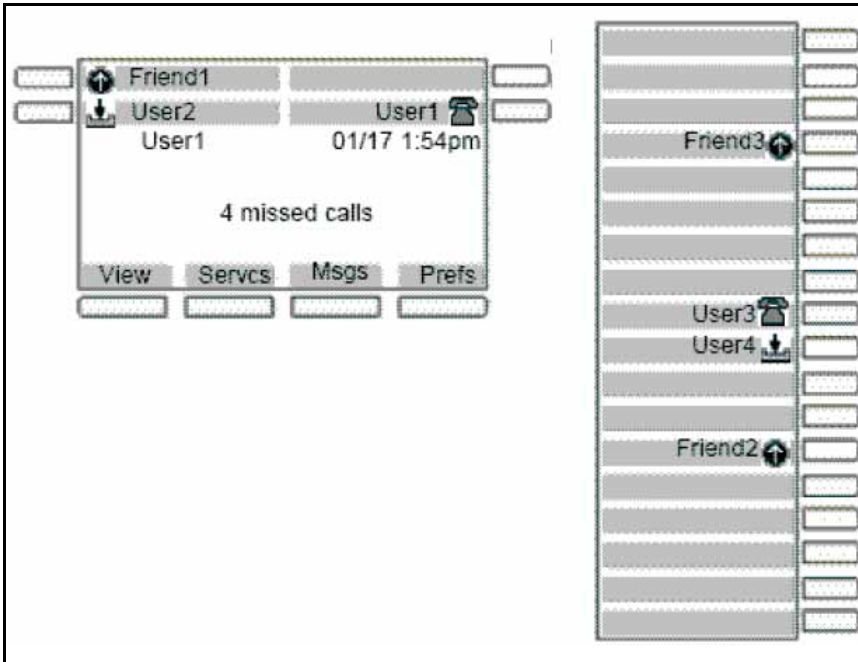 Friend1
User2 User1
User1 01/17 1:54pm
4 missed calls
View Servcs Msgs Prefs
Friend3
User3
User4
Friend2